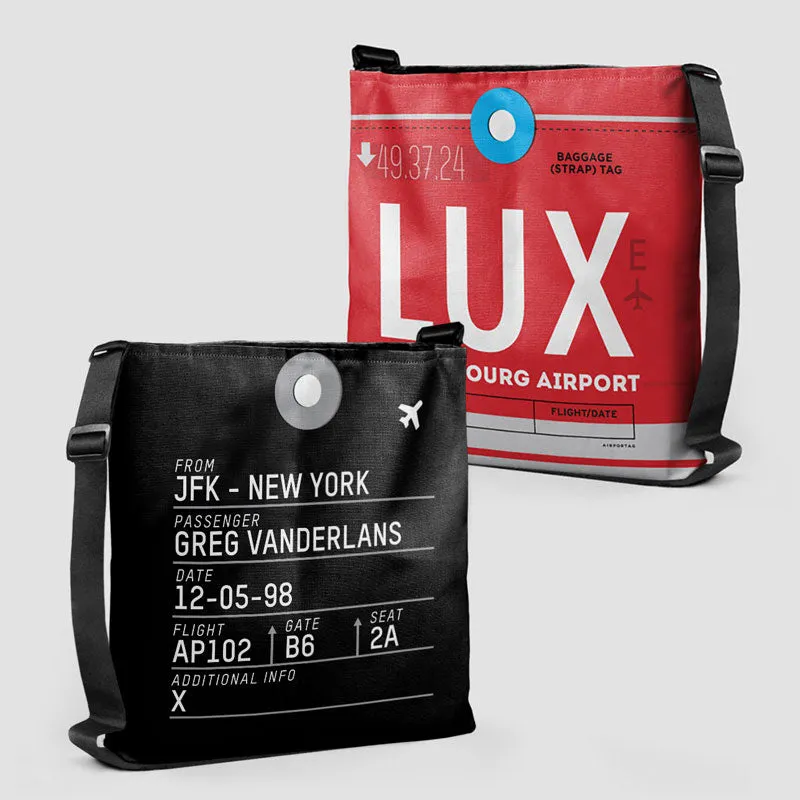 49.37.24
BAGGAGE
(STRAP) TAG
LUX
E
OURG AIRPORT
FLIGHT/DATE
AIRPORTAG
FROM
JFK - NEW YORK
PASSENGER
GREG VANDERLANS
DATE
12-05-98
FLIGHT GATE SEAT
AP102 B6 2A
ADDITIONAL INFO
X